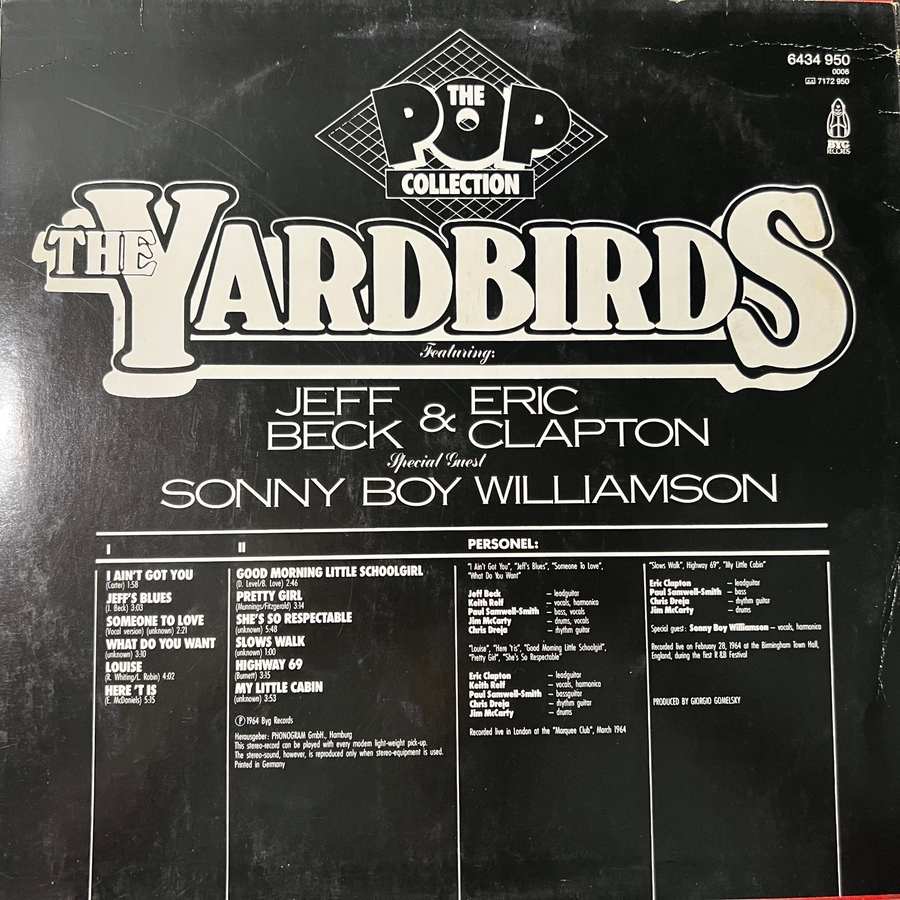 THE
POP
COLLECTION
6434 950
0006
7172 950
BYG
RECORDS
THE YARDBIRDS
Featuring:
JEFF BECK & ERIC CLAPTON
Special Guest
SONNY BOY WILLIAMSON
I
I AIN'T GOT YOU
(Carter) 1:58
JEFF'S BLUES
(J. Beck) 3:03
SOMEONE TO LOVE
(Vocal version) (unknown) 2:21
WHAT DO YOU WANT
(unknown) 3:10
LOUISE
(R. Whiting/L. Robin) 4:02
HERE 'T IS
(E. McDaniels) 5:15
II
GOOD MORNING LITTLE SCHOOLGIRL
(D. Level/B. Love) 2:46
PRETTY GIRL
(Munnings/Fitzgerald) 3:14
SHE'S SO RESPECTABLE
(unknown) 5:48
SLOWS WALK
(unknown) 1:00
HIGHWAY 69
(Burnett) 3:15
MY LITTLE CABIN
(unknown) 3:53
Ⓟ 1964 Byg Records
Herausgeber: PHONOGRAM GmbH., Hamburg
This stereo-record can be played with every modern light-weight pick-up.
The stereo-sound, however, is reproduced only when stereo-equipment is used.
Printed in Germany
PERSONEL:
"I Ain't Got You", "Jeff's Blues", "Someone To Love",
"What Do You Want"
Jeff Beck – leadguitar
Keith Relf – vocals, harmonica
Paul Samwell-Smith – bass, vocals
Jim McCarty – drums, vocals
Chris Dreja – rhythm guitar
"Louise", "Here 't is", "Good Morning Little Schoolgirl",
"Pretty Girl", "She's So Respectable"
Eric Clapton – leadguitar
Keith Relf – vocals, harmonica
Paul Samwell-Smith – bassguitar
Chris Dreja – rhythm guitar
Jim McCarty – drums
Recorded live in London at the "Marquee Club", March 1964
"Slows Walk", Highway 69", "My Little Cabin"
Eric Clapton – leadguitar
Paul Samwell-Smith – bass
Chris Dreja – rhythm guitar
Jim McCarty – drums
Special guest: Sonny Boy Williamson – vocals, harmonica
Recorded live on February 28, 1964 at the Birmingham Town Hall,
England, during the first R &B Festival
PRODUCED BY GIORGIO GOMELSKY